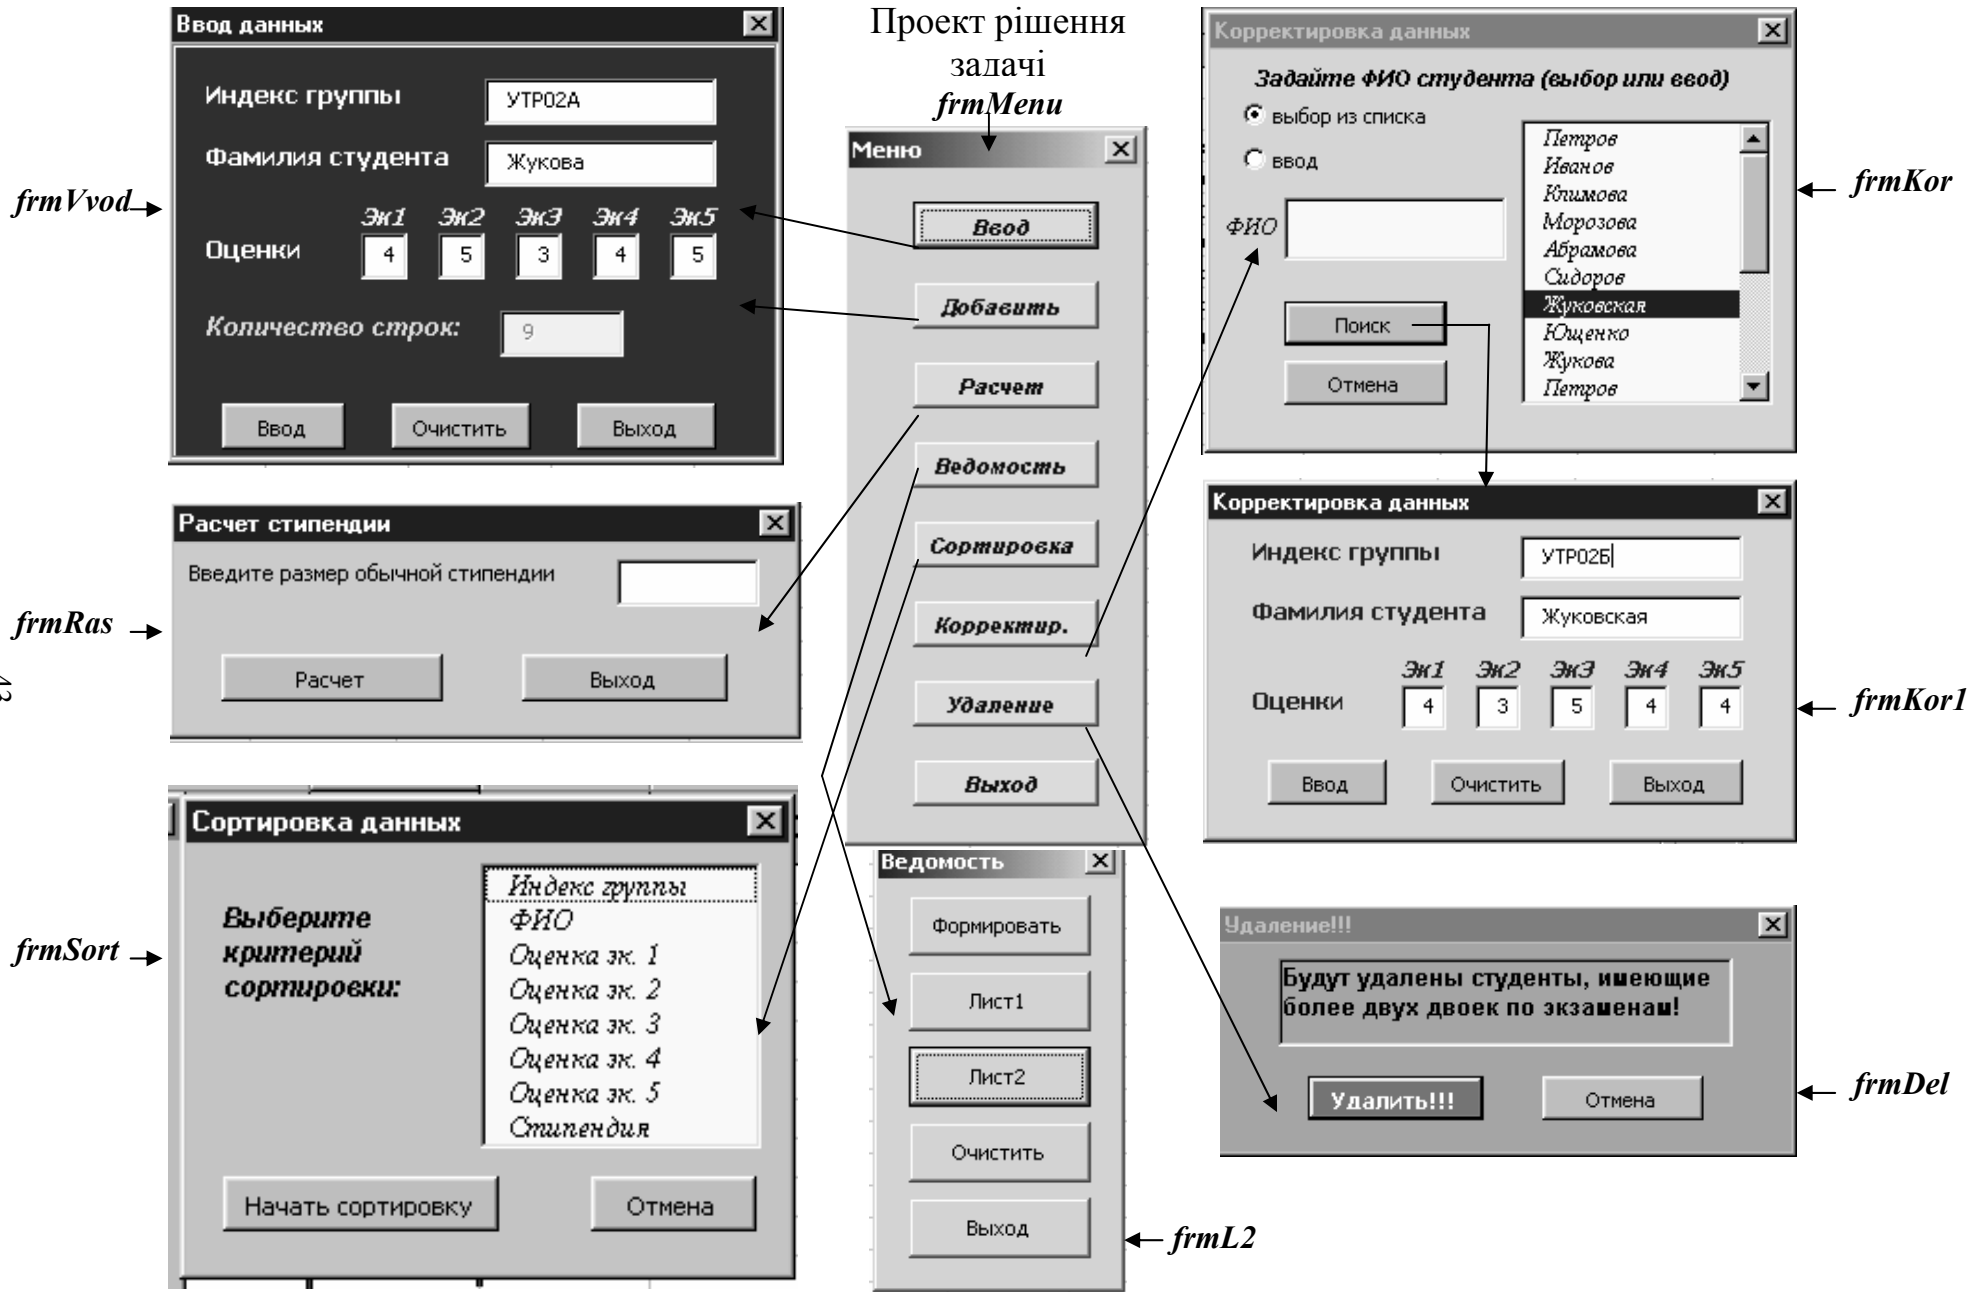 Проект рішення
задачі
frmMenu
Ввод данных
Индекс группы УТР02А
Фамилия студента Жукова
Эк1 Эк2 Эк3 Эк4 Эк5
Оценки 4 5 3 4 5
Количество строк: 9
Ввод Очистить Выход
frmVvod
Расчет стипендии
Введите размер обычной стипендии
Расчет Выход
frmRas
Сортировка данных
Выберите
критерий
сортировки:
Индекс группы
ФИО
Оценка эк. 1
Оценка эк. 2
Оценка эк. 3
Оценка эк. 4
Оценка эк. 5
Стипендия
Начать сортировку Отмена
frmSort
Меню
Ввод
Добавить
Расчет
Ведомость
Сортировка
Корректир.
Удаление
Выход
Ведомость
Формировать
Лист1
Лист2
Очистить
Выход
frmL2
Корректировка данных
Задайте ФИО студента (выбор или ввод)
выбор из списка
ввод
ФИО
Поиск
Отмена
Петров
Иванов
Климова
Морозова
Абрамова
Сидоров
Жуковская
Ющенко
Жукова
Петров
frmKor
Корректировка данных
Индекс группы УТР02Б
Фамилия студента Жуковская
Эк1 Эк2 Эк3 Эк4 Эк5
Оценки 4 3 5 4 4
Ввод Очистить Выход
frmKor1
Удаление!!!
Будут удалены студенты, имеющие
более двух двоек по экзаменам!
Удалить!!! Отмена
frmDel